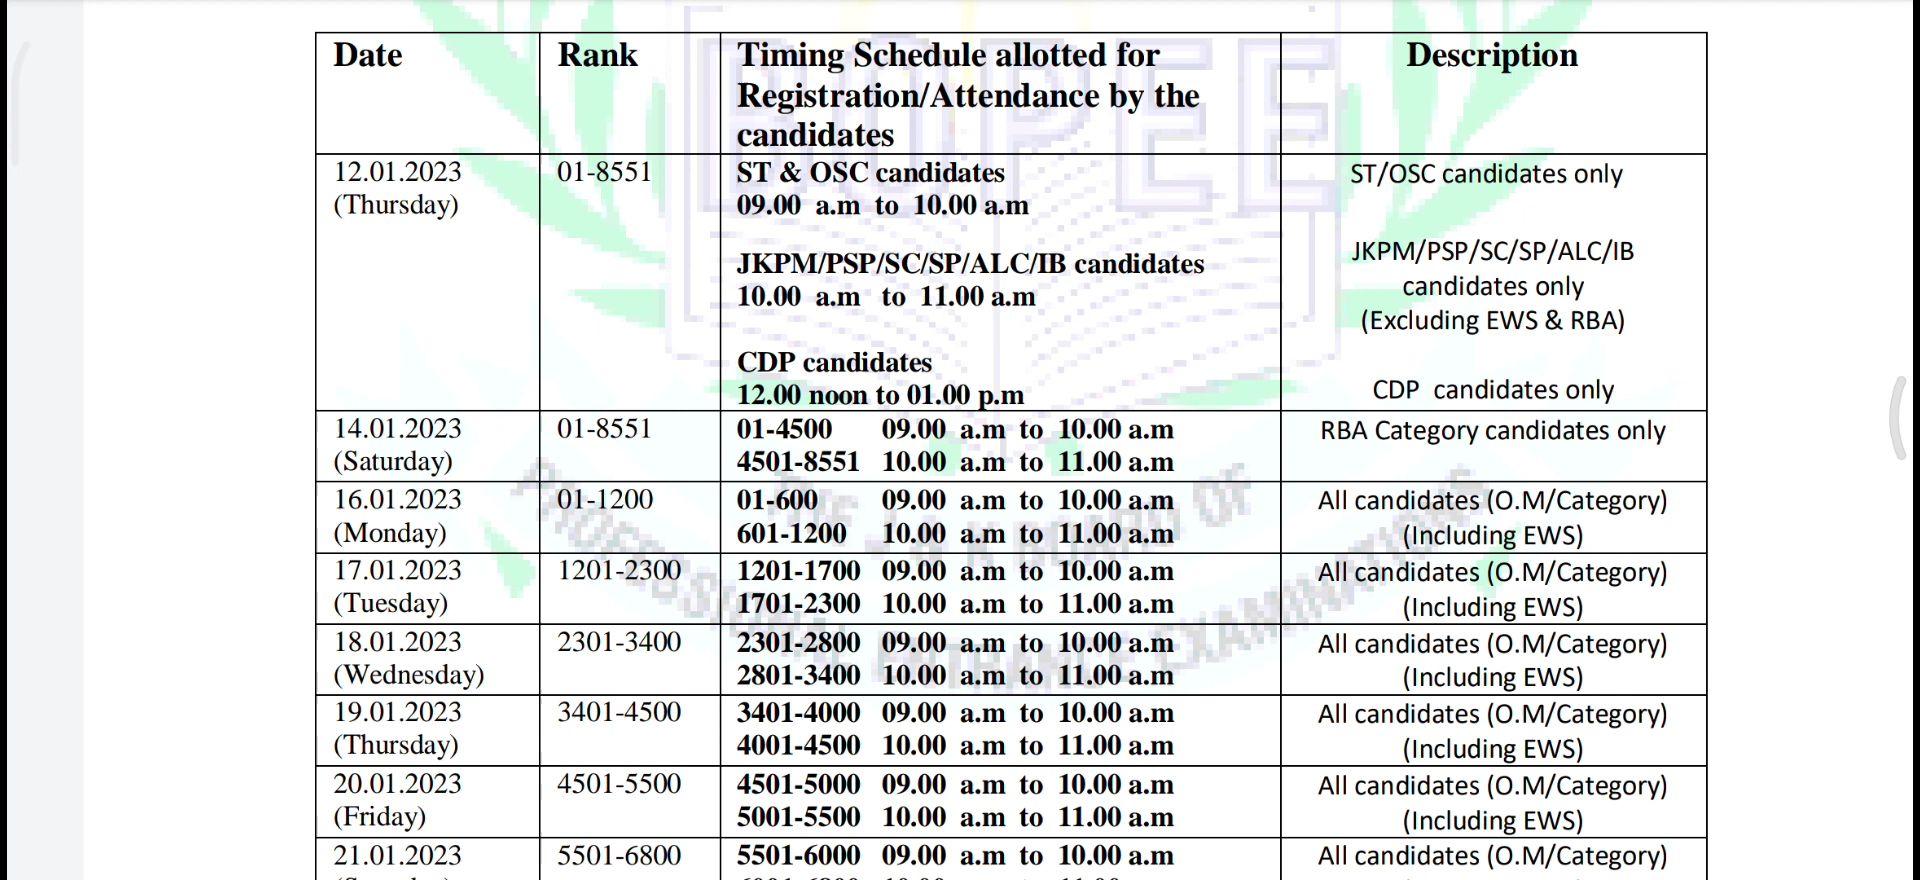 BOPEE
Date Rank Timing Schedule allotted for Description
Registration/Attendance by the
candidates
12.01.2023 01-8551 ST & OSC candidates ST/OSC candidates only
(Thursday) 09.00 a.m to 10.00 a.m
JKPM/PSP/SC/SP/ALC/IB candidates JKPM/PSP/SC/SP/ALC/IB
10.00 a.m to 11.00 a.m candidates only
(Excluding EWS & RBA)
CDP candidates CDP candidates only
12.00 noon to 01.00 p.m
14.01.2023 01-8551 01-4500 09.00 a.m to 10.00 a.m RBA Category candidates only
(Saturday) 4501-8551 10.00 a.m to 11.00 a.m
16.01.2023 01-1200 01-600 09.00 a.m to 10.00 a.m All candidates (O.M/Category)
(Monday) 601-1200 10.00 a.m to 11.00 a.m (Including EWS)
17.01.2023 1201-2300 1201-1700 09.00 a.m to 10.00 a.m All candidates (O.M/Category)
(Tuesday) 1701-2300 10.00 a.m to 11.00 a.m (Including EWS)
18.01.2023 2301-3400 2301-2800 09.00 a.m to 10.00 a.m All candidates (O.M/Category)
(Wednesday) 2801-3400 10.00 a.m to 11.00 a.m (Including EWS)
19.01.2023 3401-4500 3401-4000 09.00 a.m to 10.00 a.m All candidates (O.M/Category)
(Thursday) 4001-4500 10.00 a.m to 11.00 a.m (Including EWS)
20.01.2023 4501-5500 4501-5000 09.00 a.m to 10.00 a.m All candidates (O.M/Category)
(Friday) 5001-5500 10.00 a.m to 11.00 a.m (Including EWS)
21.01.2023 5501-6800 5501-6000 09.00 a.m to 10.00 a.m All candidates (O.M/Category)
THE J & K BOARD OF
PROFESSIONAL ENTRANCE EXAMINATIONS